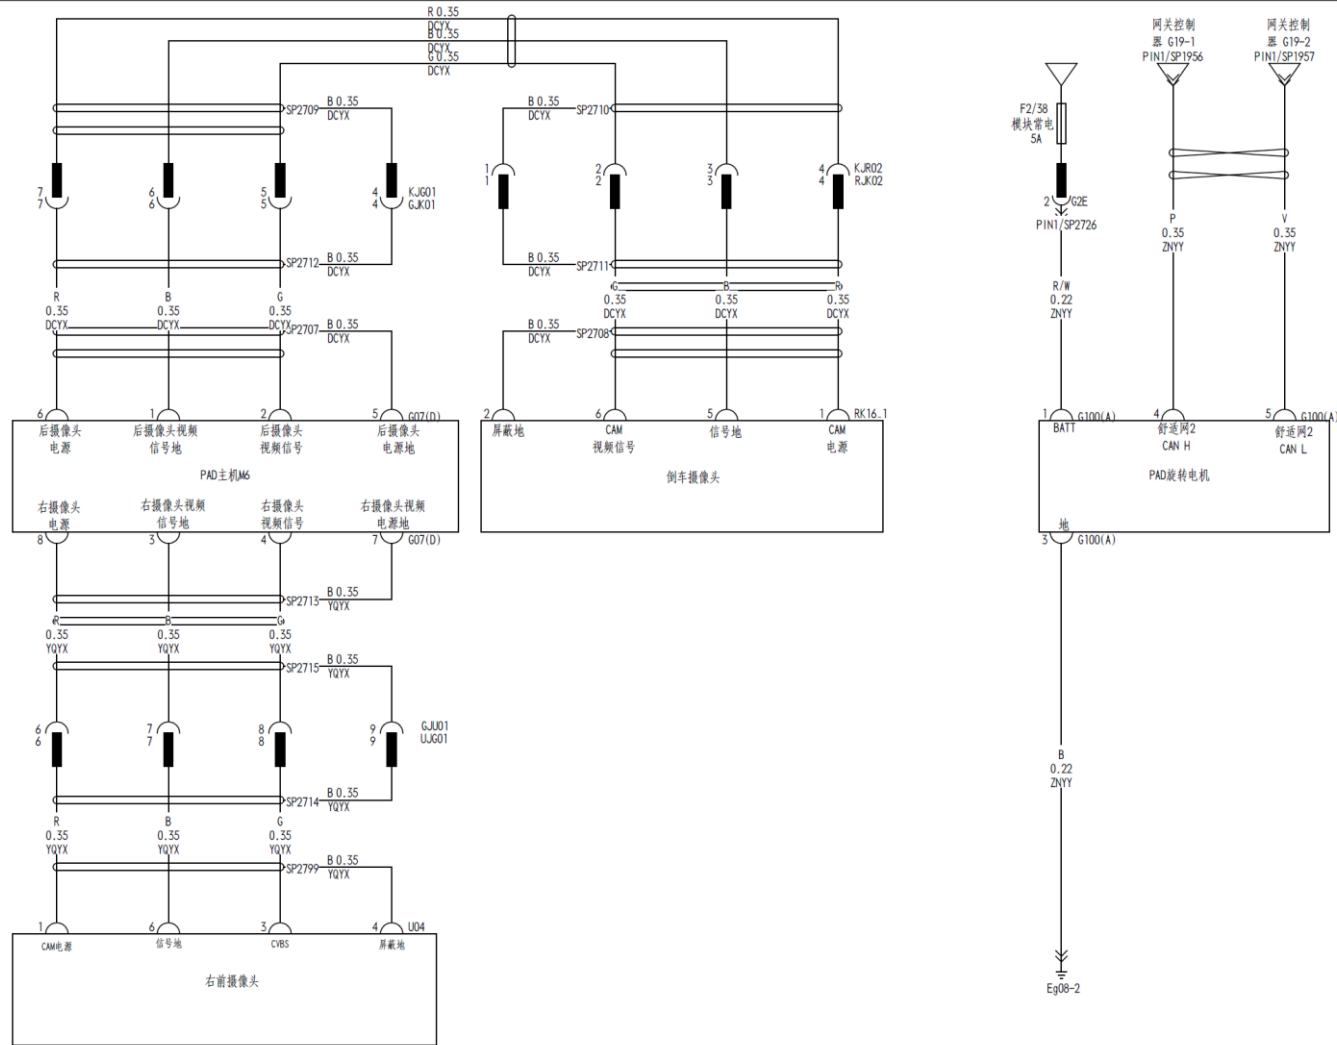 R 0.35
DCYX
B 0.35
DCYX
G 0.35
DCYX
网关控制
器 G19-1
PIN1/SP1956
网关控制
器 G19-2
PIN1/SP1957
SP2709
B 0.35
DCYX
B 0.35
DCYX
SP2710
F2/38
模块常电
5A
7
7
6
6
5
5
4
4
KJG01
GJK01
1
1
2
2
3
3
4
4
KJR02
RJK02
2
G2E
PIN1/SP2726
P
0.35
ZNYY
V
0.35
ZNYY
SP2712
B 0.35
DCYX
B 0.35
DCYX
SP2711
R
0.35
DCYX
B
0.35
DCYX
G
0.35
DCYX
G
0.35
DCYX
B
0.35
DCYX
R
0.35
DCYX
R/W
0.22
ZNYY
SP2707
B 0.35
DCYX
B 0.35
DCYX
SP2708
6
1
2
5
G07(D)
2
6
5
1
RK16_1
1
G100(A)
4
5
G100(A)
后摄像头
电源
后摄像头视频
信号地
后摄像头
视频信号
后摄像头
电源地
PAD主机M6
屏蔽地
CAM
视频信号
信号地
CAM
电源
倒车摄像头
BATT
舒适网2
CAN H
舒适网2
CAN L
PAD旋转电机
右摄像头
电源
右摄像头视频
信号地
右摄像头
视频信号
右摄像头视频
电源地
地
8
3
4
7
G07(D)
3
G100(A)
SP2713
B 0.35
YQYX
R
0.35
YQYX
B
0.35
YQYX
G
0.35
YQYX
SP2715
B 0.35
YQYX
6
6
7
7
8
8
9
9
GJU01
UJG01
B
0.22
ZNYY
SP2714
B 0.35
YQYX
R
0.35
YQYX
B
0.35
YQYX
G
0.35
YQYX
SP2799
B 0.35
YQYX
1
6
3
4
U04
CAM电源
信号地
CVBS
屏蔽地
右前摄像头
Eg08-2